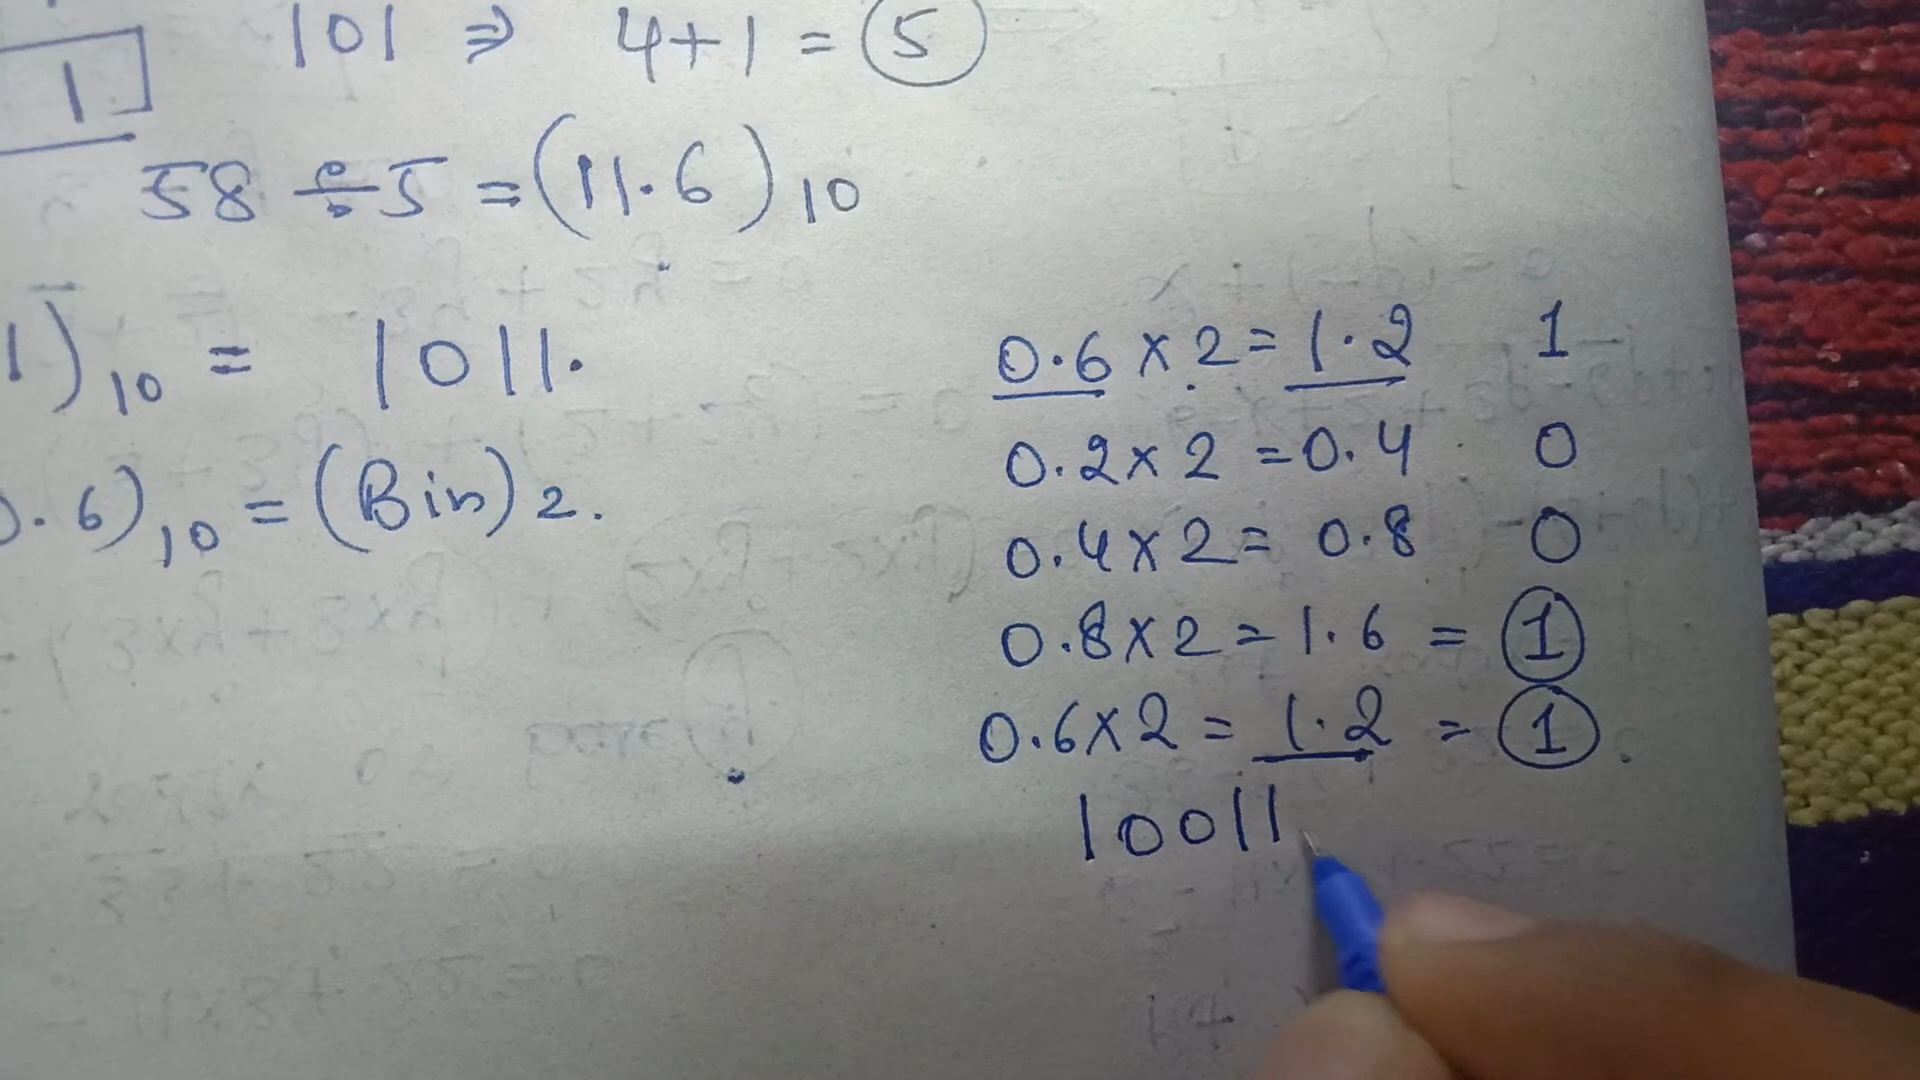 1
101 ⇒ 4+1 = 5
58 ÷ 5 = (11.6)10
1)10 = 1011.
0.6)10 = (Bin)2.
0.6 × 2 = 1.2 1
0.2 × 2 = 0.4 0
0.4 × 2 = 0.8 0
0.8 × 2 = 1.6 = 1
0.6 × 2 = 1.2 = 1
10011